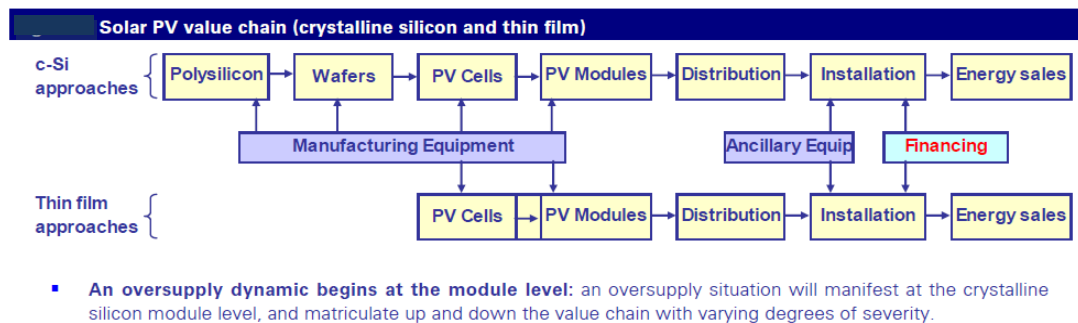 Solar PV value chain (crystalline silicon and thin film)
c-Si
approaches
Polysilicon
Wafers
PV Cells
PV Modules
Distribution
Installation
Energy sales
Manufacturing Equipment
Ancillary Equip
Financing
Thin film
approaches
PV Cells
PV Modules
Distribution
Installation
Energy sales
An oversupply dynamic begins at the module level: an oversupply situation will manifest at the crystalline
silicon module level, and matriculate up and down the value chain with varying degrees of severity.